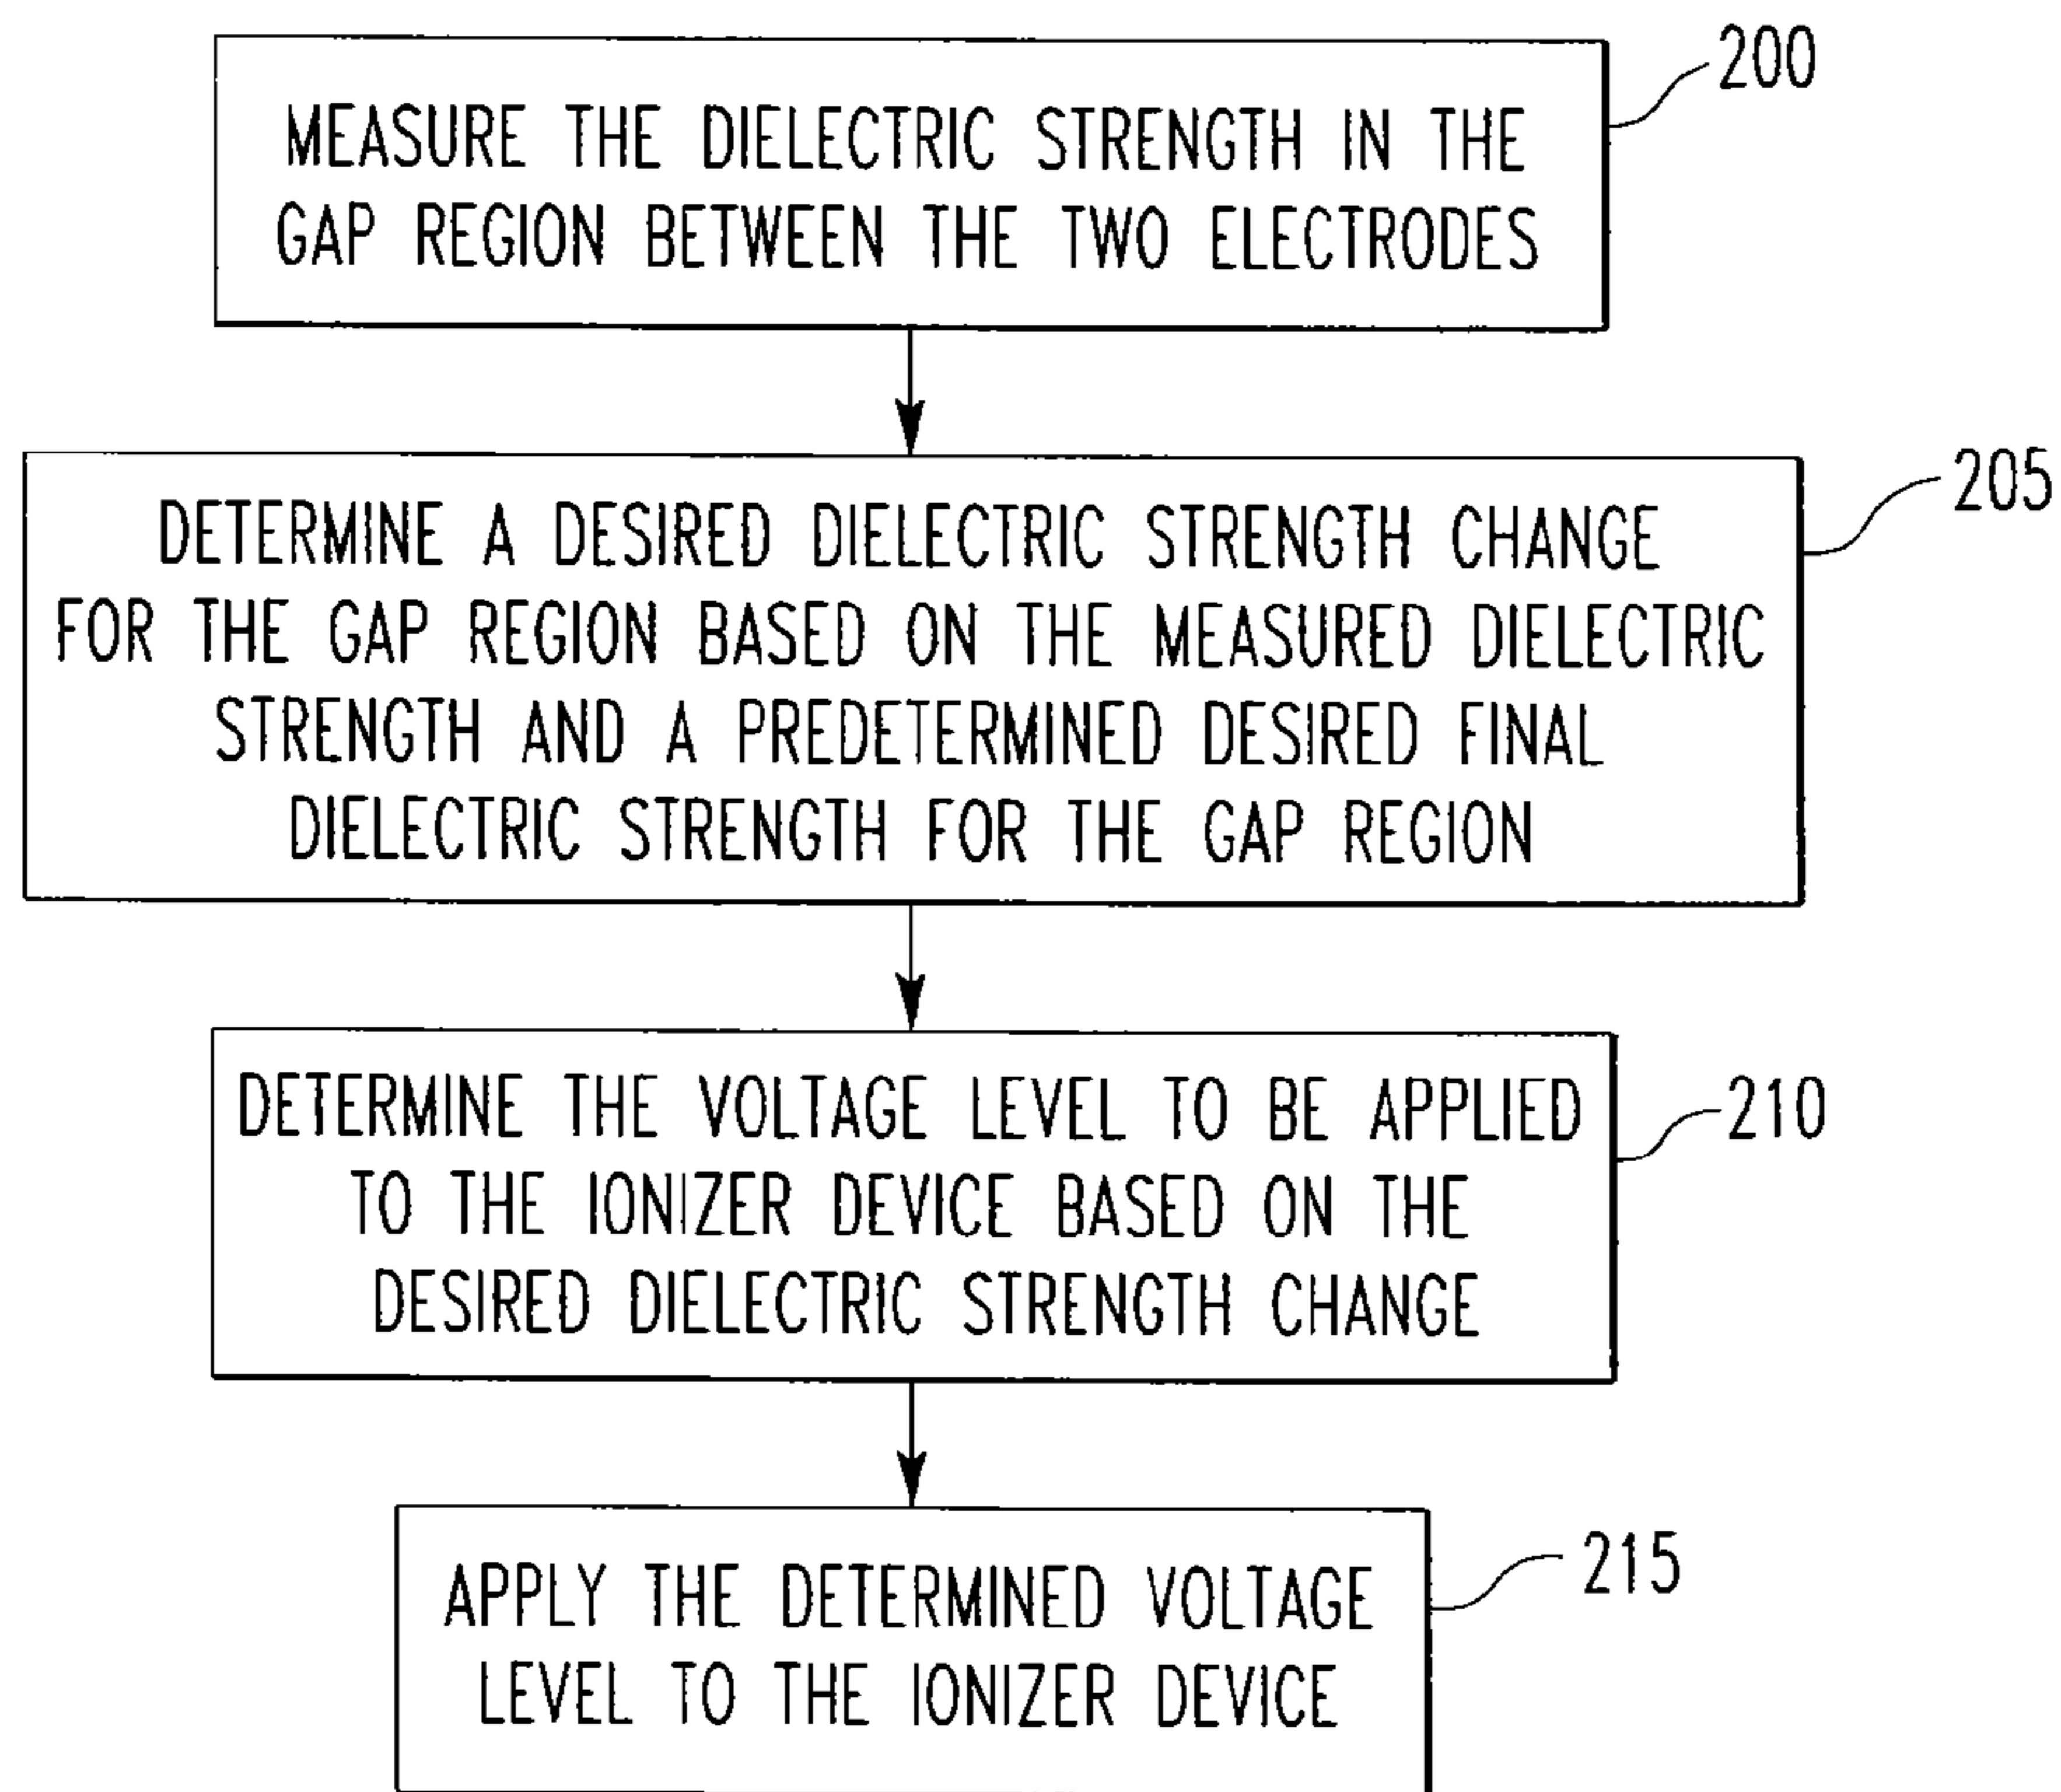 200
MEASURE THE DIELECTRIC STRENGTH IN THE
GAP REGION BETWEEN THE TWO ELECTRODES
205
DETERMINE A DESIRED DIELECTRIC STRENGTH CHANGE
FOR THE GAP REGION BASED ON THE MEASURED DIELECTRIC
STRENGTH AND A PREDETERMINED DESIRED FINAL
DIELECTRIC STRENGTH FOR THE GAP REGION
210
DETERMINE THE VOLTAGE LEVEL TO BE APPLIED
TO THE IONIZER DEVICE BASED ON THE
DESIRED DIELECTRIC STRENGTH CHANGE
215
APPLY THE DETERMINED VOLTAGE
LEVEL TO THE IONIZER DEVICE